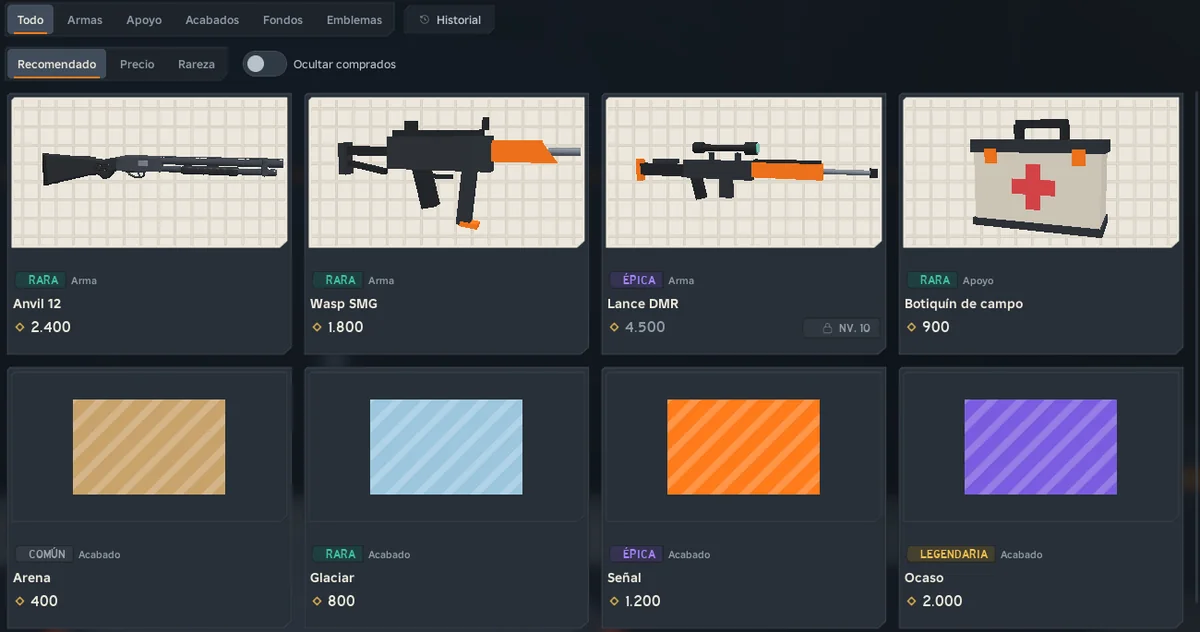 Todo Armas Apoyo Acabados Fondos Emblemas Historial
Recomendado Precio Rareza Ocultar comprados
RARA Arma
Anvil 12
2.400
RARA Arma
Wasp SMG
1.800
ÉPICA Arma
Lance DMR
4.500 NV. 10
RARA Apoyo
Botiquín de campo
900
COMÚN Acabado
Arena
400
RARA Acabado
Glaciar
800
ÉPICA Acabado
Señal
1.200
LEGENDARIA Acabado
Ocaso
2.000